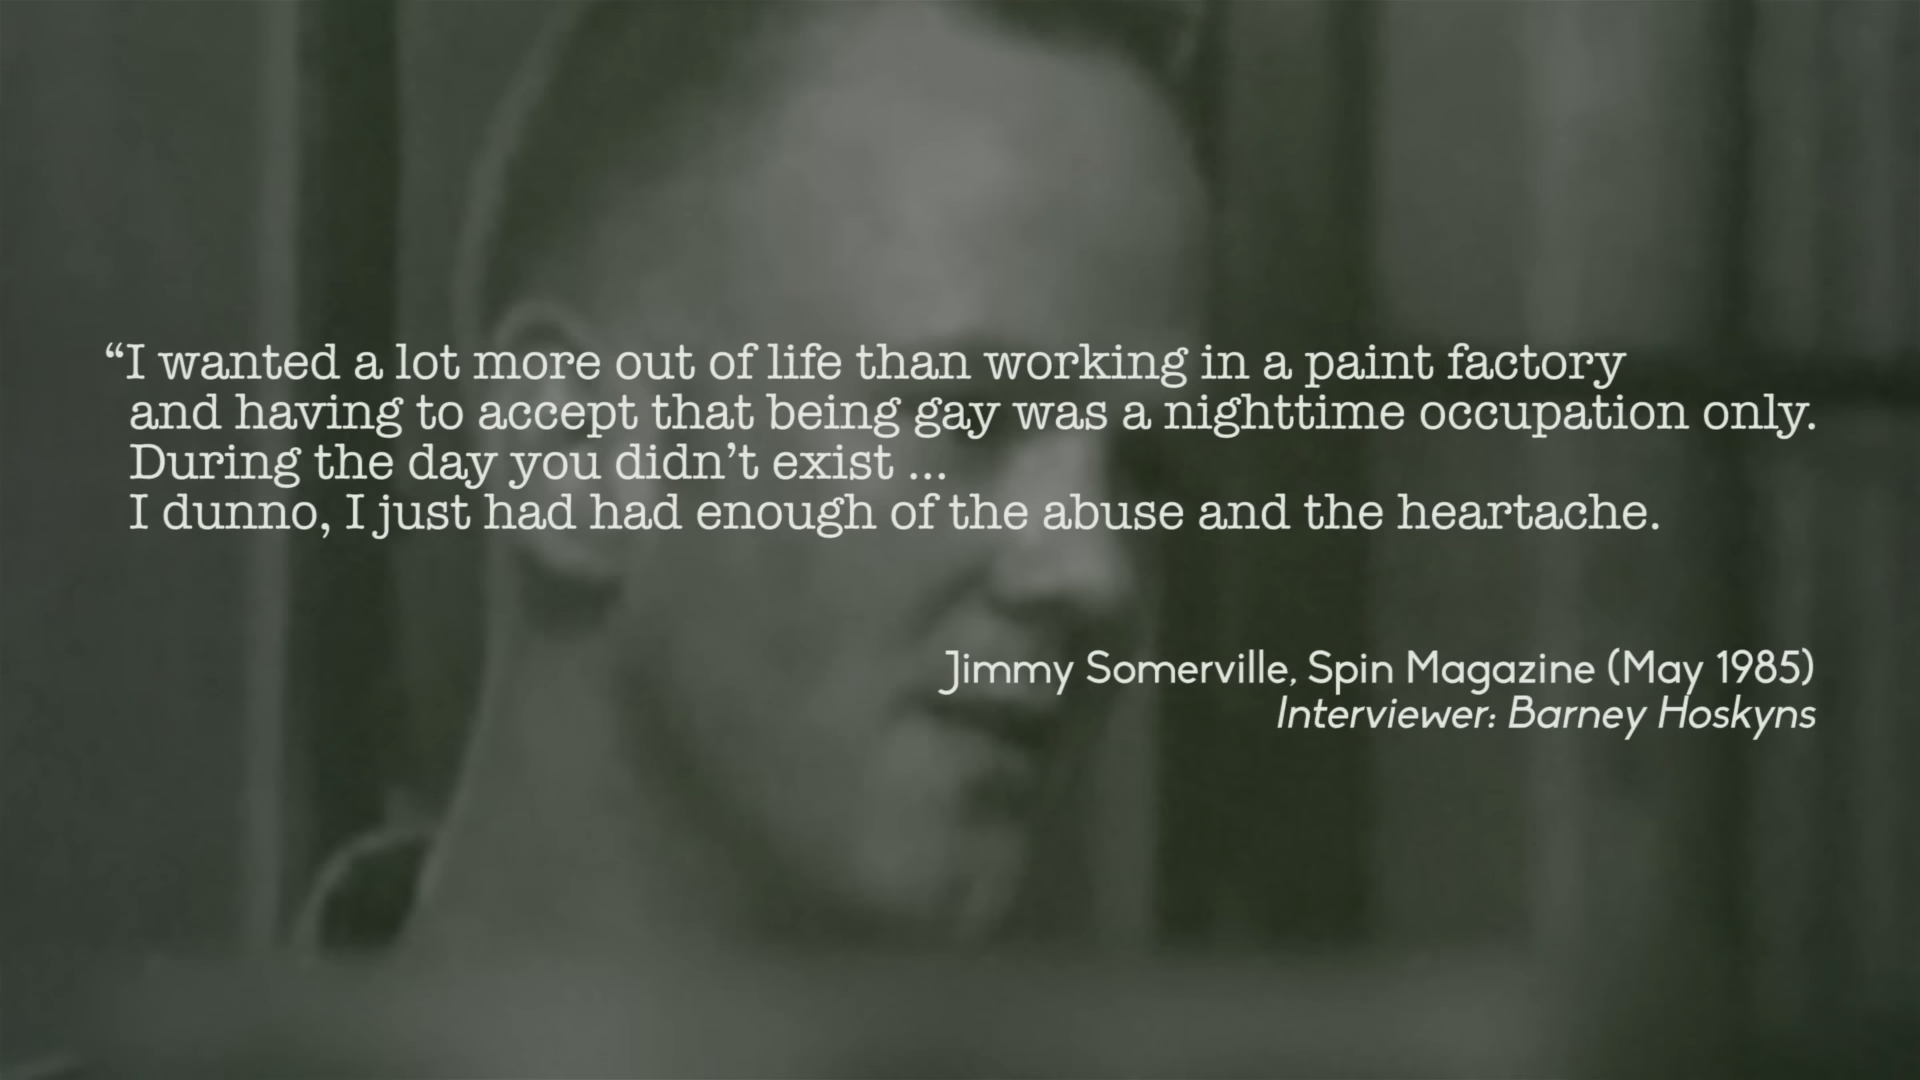 “I wanted a lot more out of life than working in a paint factory
and having to accept that being gay was a nighttime occupation only.
During the day you didn’t exist ...
I dunno, I just had had enough of the abuse and the heartache.
Jimmy Somerville, Spin Magazine (May 1985)
Interviewer: Barney Hoskyns